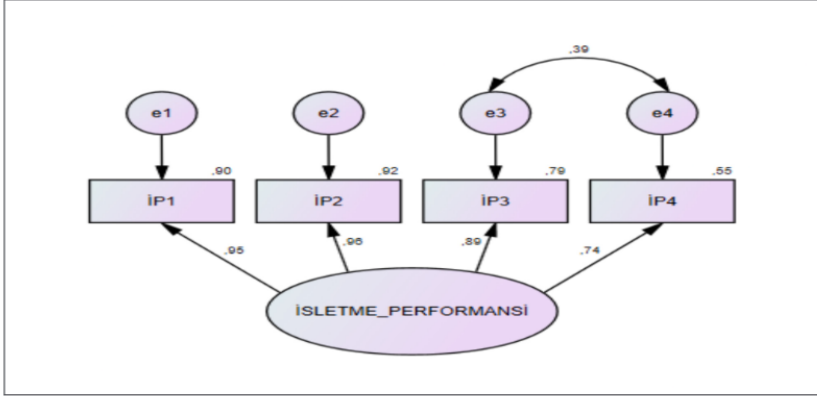 ,39
e1 e2 e3 e4
,90 ,92 ,79 ,55
İP1 İP2 İP3 İP4
,95 ,96 ,89 ,74
İSLETME_PERFORMANSİ